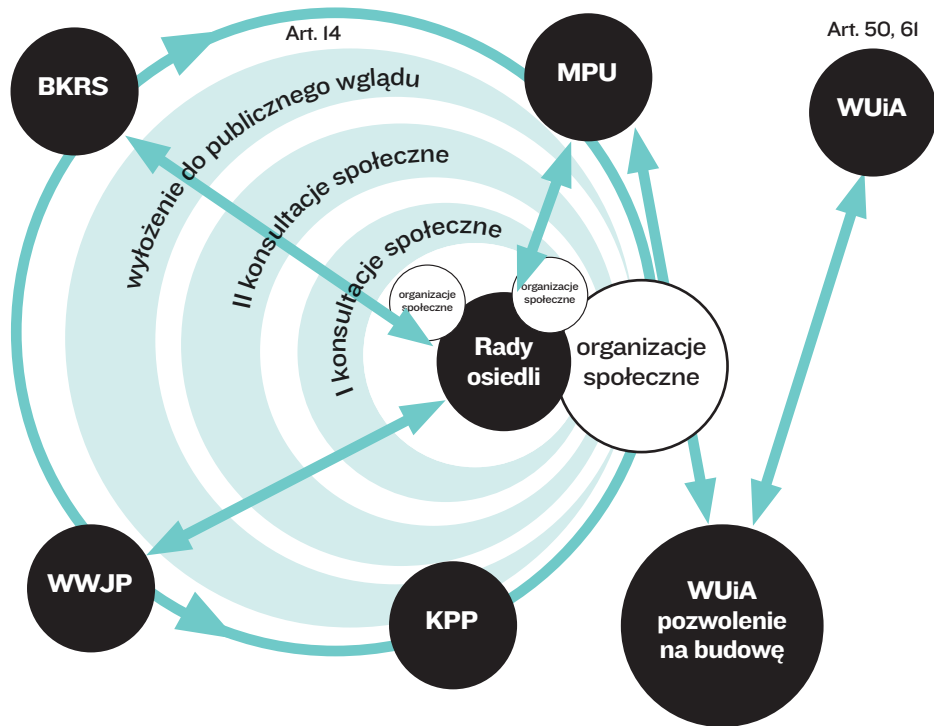 Art. 14
Art. 50, 61
BKRS
MPU
WUiA
wyłożenie do publicznego wglądu
II konsultacje społeczne
I konsultacje społeczne
organizacje
społeczne
organizacje
społeczne
Rady
osiedli
organizacje
społeczne
WWJP
KPP
WUiA
pozwolenie
na budowę